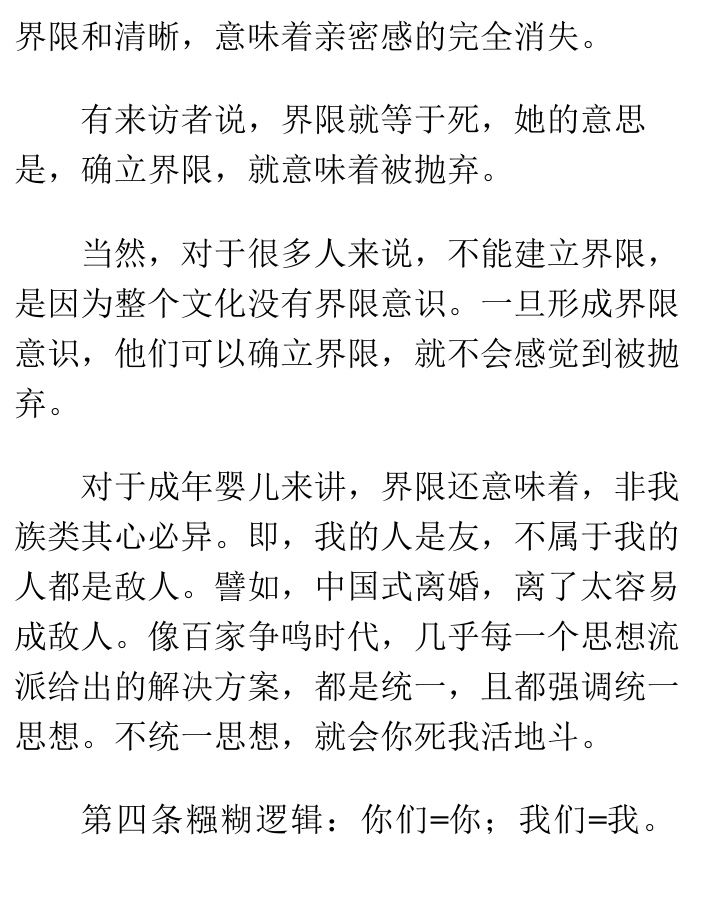 界限和清晰，意味着亲密感的完全消失。
有来访者说，界限就等于死，她的意思
是，确立界限，就意味着被抛弃。
当然，对于很多人来说，不能建立界限，
是因为整个文化没有界限意识。一旦形成界限
意识，他们可以确立界限，就不会感觉到被抛
弃。
对于成年婴儿来讲，界限还意味着，非我
族类其心必异。即，我的人是友，不属于我的
人都是敌人。譬如，中国式离婚，离了太容易
成敌人。像百家争鸣时代，几乎每一个思想流
派给出的解决方案，都是统一，且都强调统一
思想。不统一思想，就会你死我活地斗。
第四条糨糊逻辑：你们=你；我们=我。